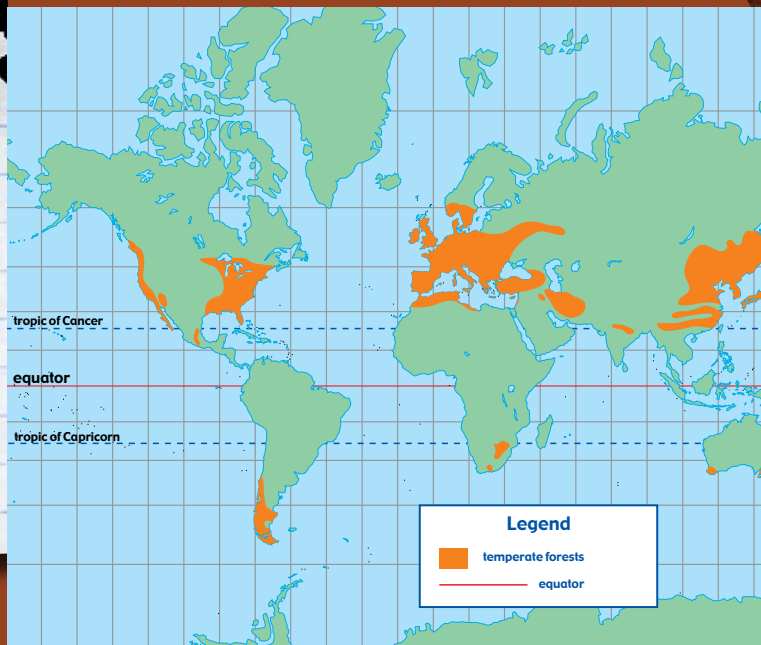 tropic of Cancer
equator
tropic of Capricorn
Legend
temperate forests
equator